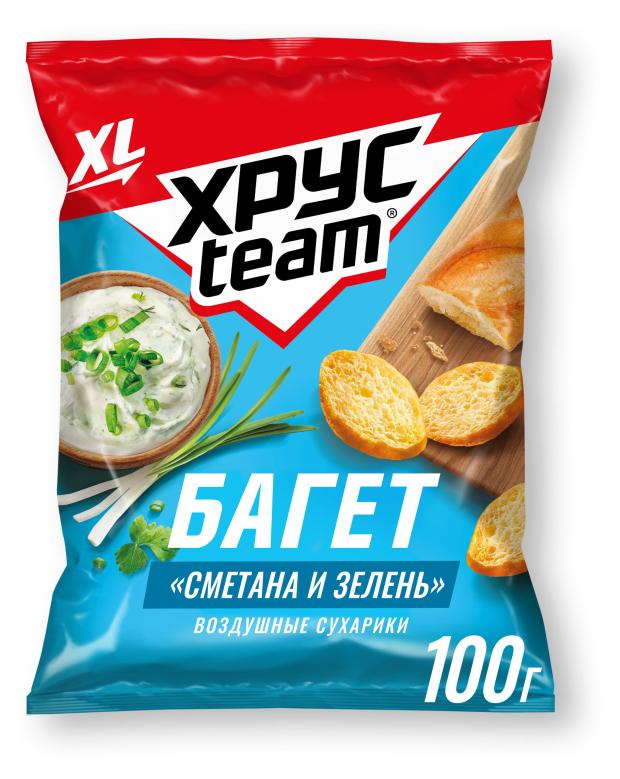 XL
ХРУС
team®
БАГЕТ
«СМЕТАНА И ЗЕЛЕНЬ»
ВОЗДУШНЫЕ СУХАРИКИ
100г